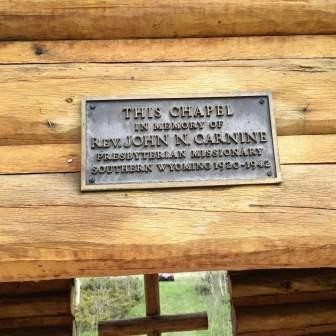 THIS CHAPEL
IN MEMORY OF
REV. JOHN N. CARNINE
PRESBYTERIAN MISSIONARY
SOUTHERN WYOMING 1920-1942